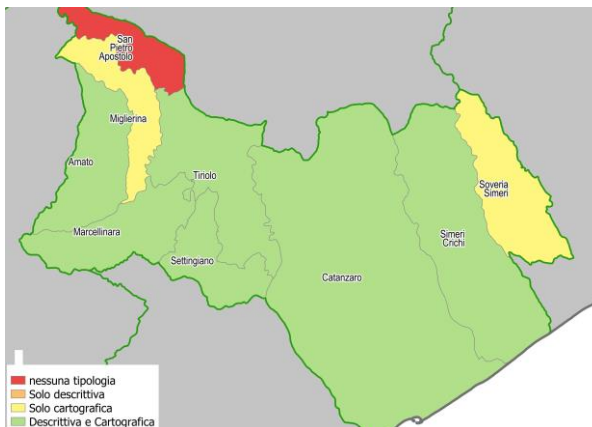 San
Pietro
Apostolo
Miglierina
Amato
Tiriolo
Marcellinara
Settingiano
Catanzaro
Simeri
Crichi
Soveria
Simeri
nessuna tipologia
Solo descrittiva
Solo cartografica
Descrittiva e Cartografica